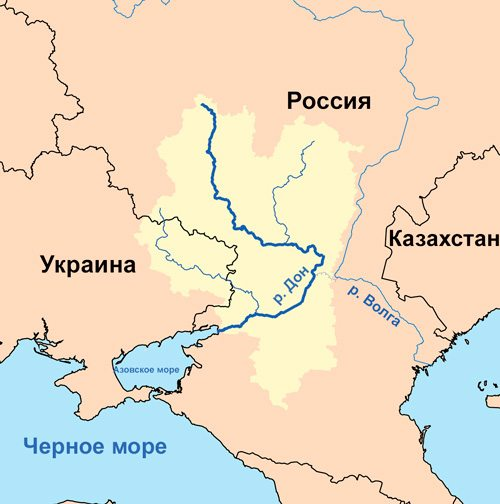 Россия
Казахстан
Украина
р. Дон
р. Волга
Азовское море
Черное море